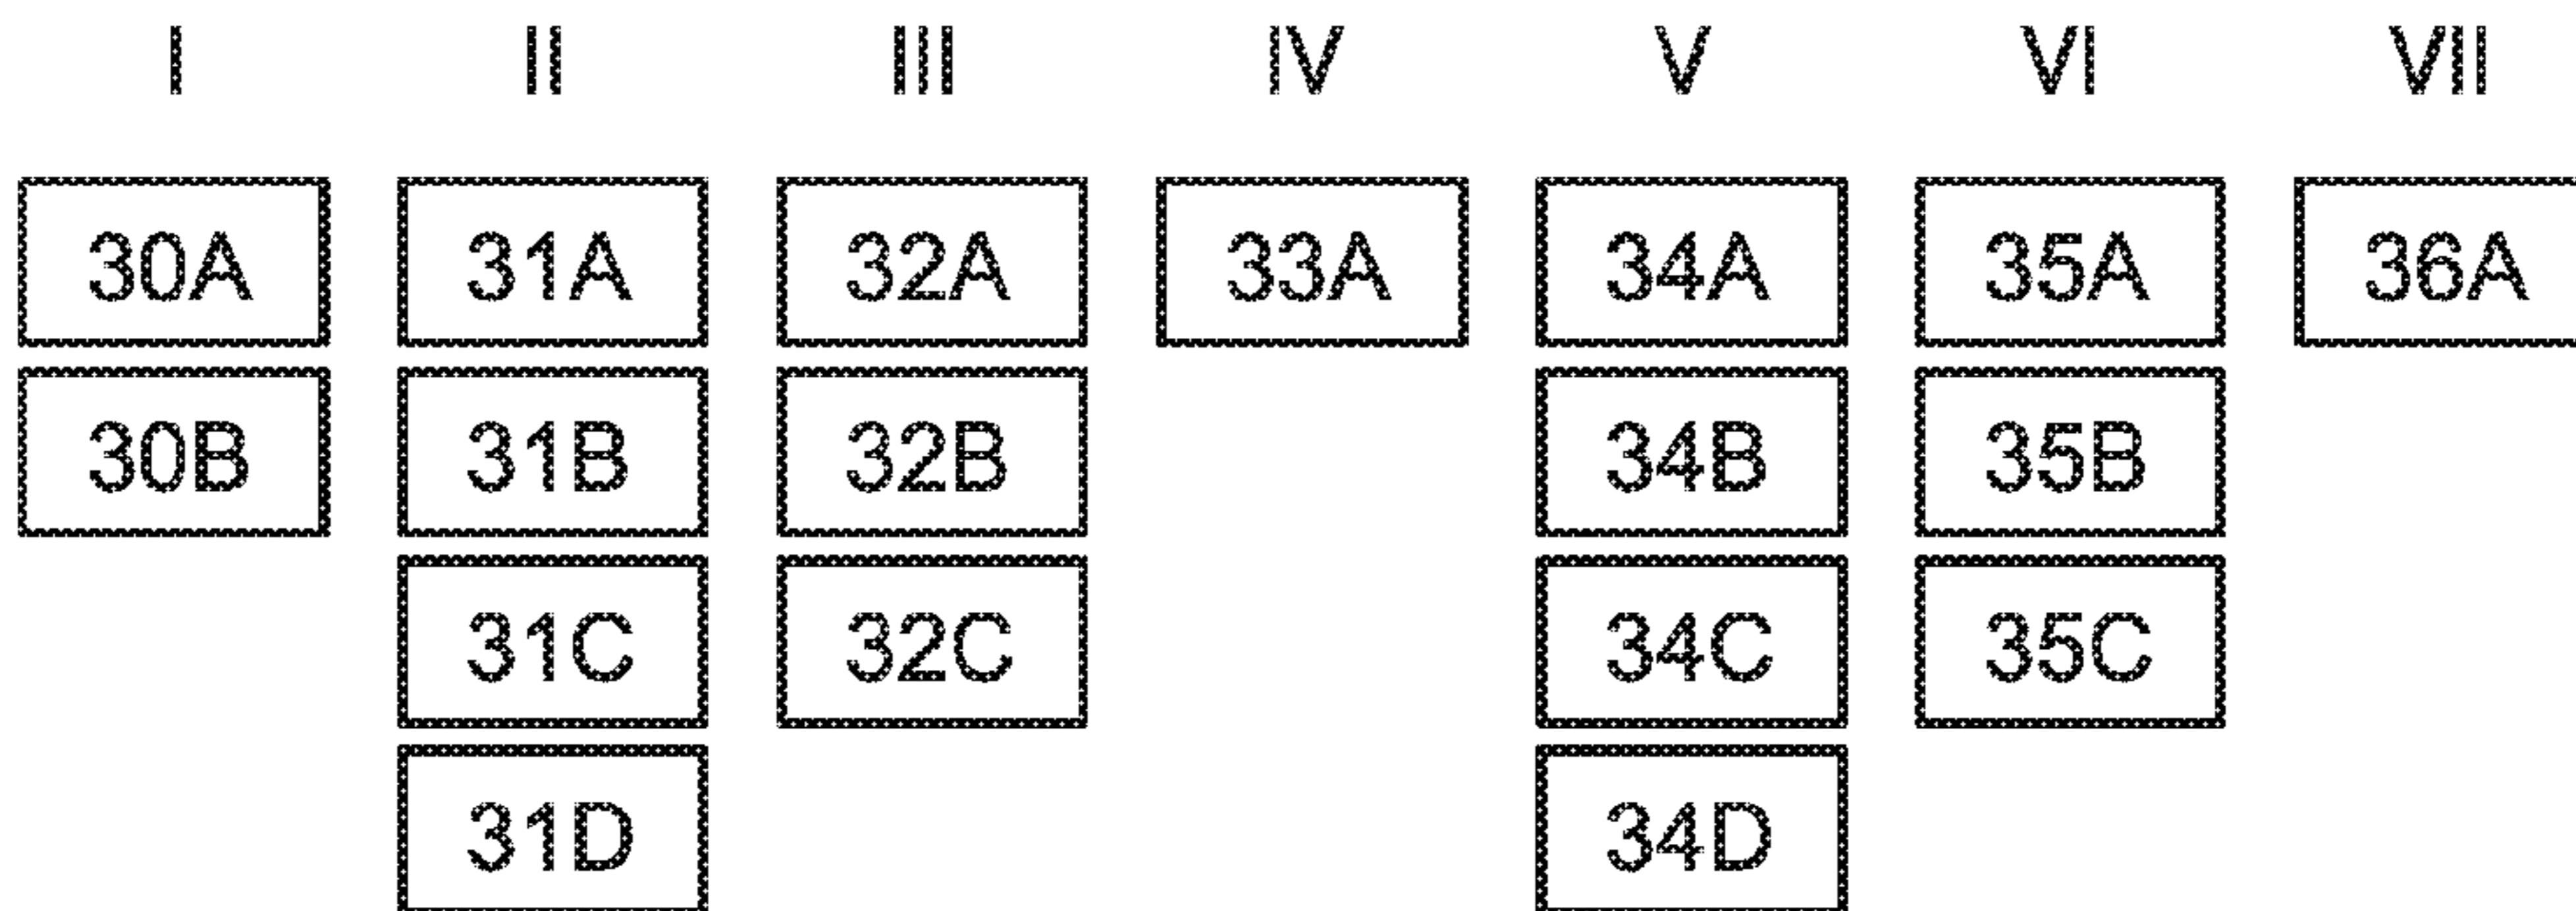 I II III IV V VI VII
30A 31A 32A 33A 34A 35A 36A
30B 31B 32B 34B 35B
31C 32C 34C 35C
31D 34D